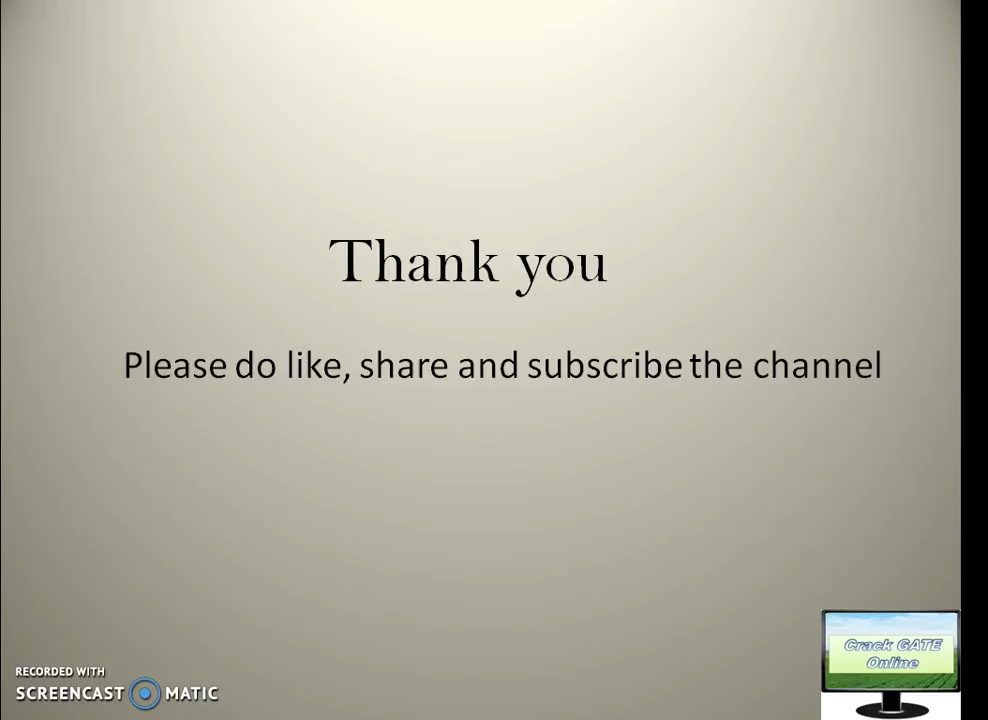 Thank you
Please do like, share and subscribe the channel
RECORDED WITH
SCREENCAST MATIC
Crack GATE
Online